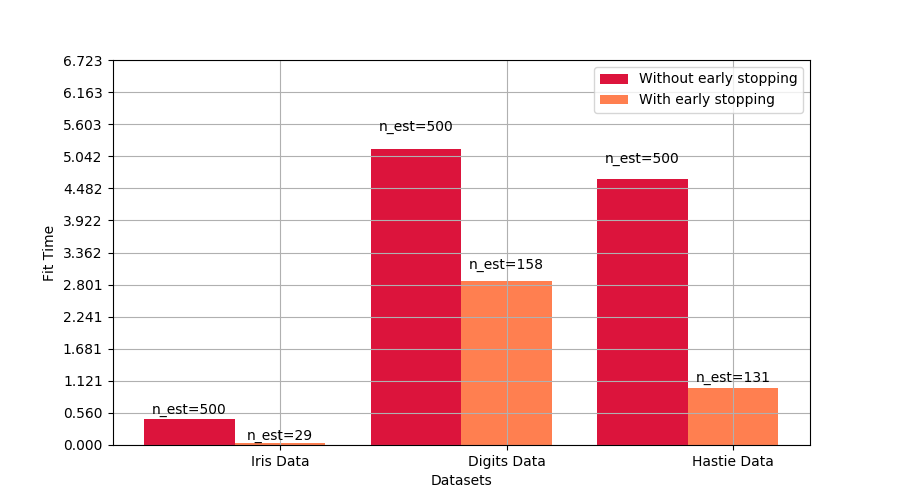 6.723
6.163
5.603
5.042
4.482
3.922
3.362
2.801
2.241
1.681
1.121
0.560
0.000
Fit Time
Without early stopping
With early stopping
n_est=500
n_est=500
n_est=158
n_est=131
n_est=500
n_est=29
Iris Data
Digits Data
Hastie Data
Datasets